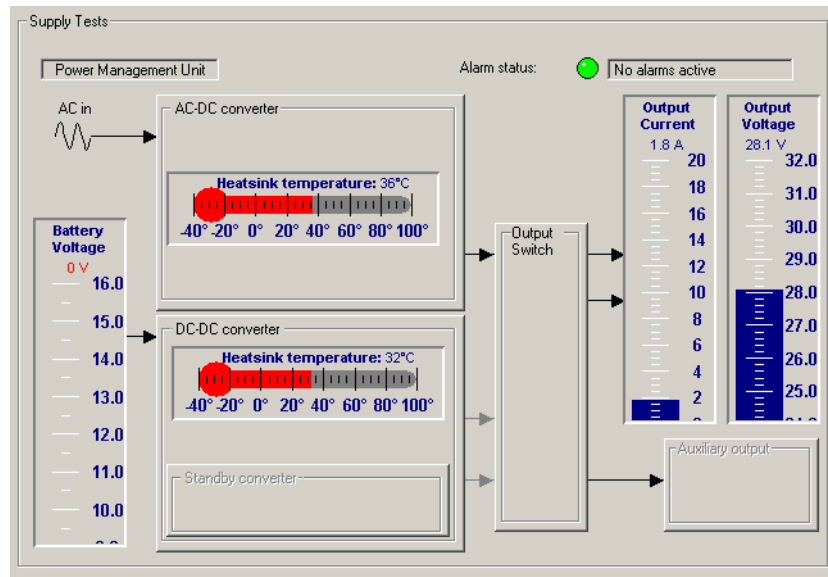 Supply Tests
Power Management Unit
Alarm status:
No alarms active
AC in
AC-DC converter
Heatsink temperature: 36°C
-40° -20° 0° 20° 40° 60° 80° 100°
Battery
Voltage
0 V
16.0
15.0
14.0
13.0
12.0
11.0
10.0
DC-DC converter
Heatsink temperature: 32°C
-40° -20° 0° 20° 40° 60° 80° 100°
Standby converter
Output
Switch
Output
Current
1.8 A
20
18
16
14
12
10
8
6
4
2
Output
Voltage
28.1 V
32.0
31.0
30.0
29.0
28.0
27.0
26.0
25.0
Auxiliary output